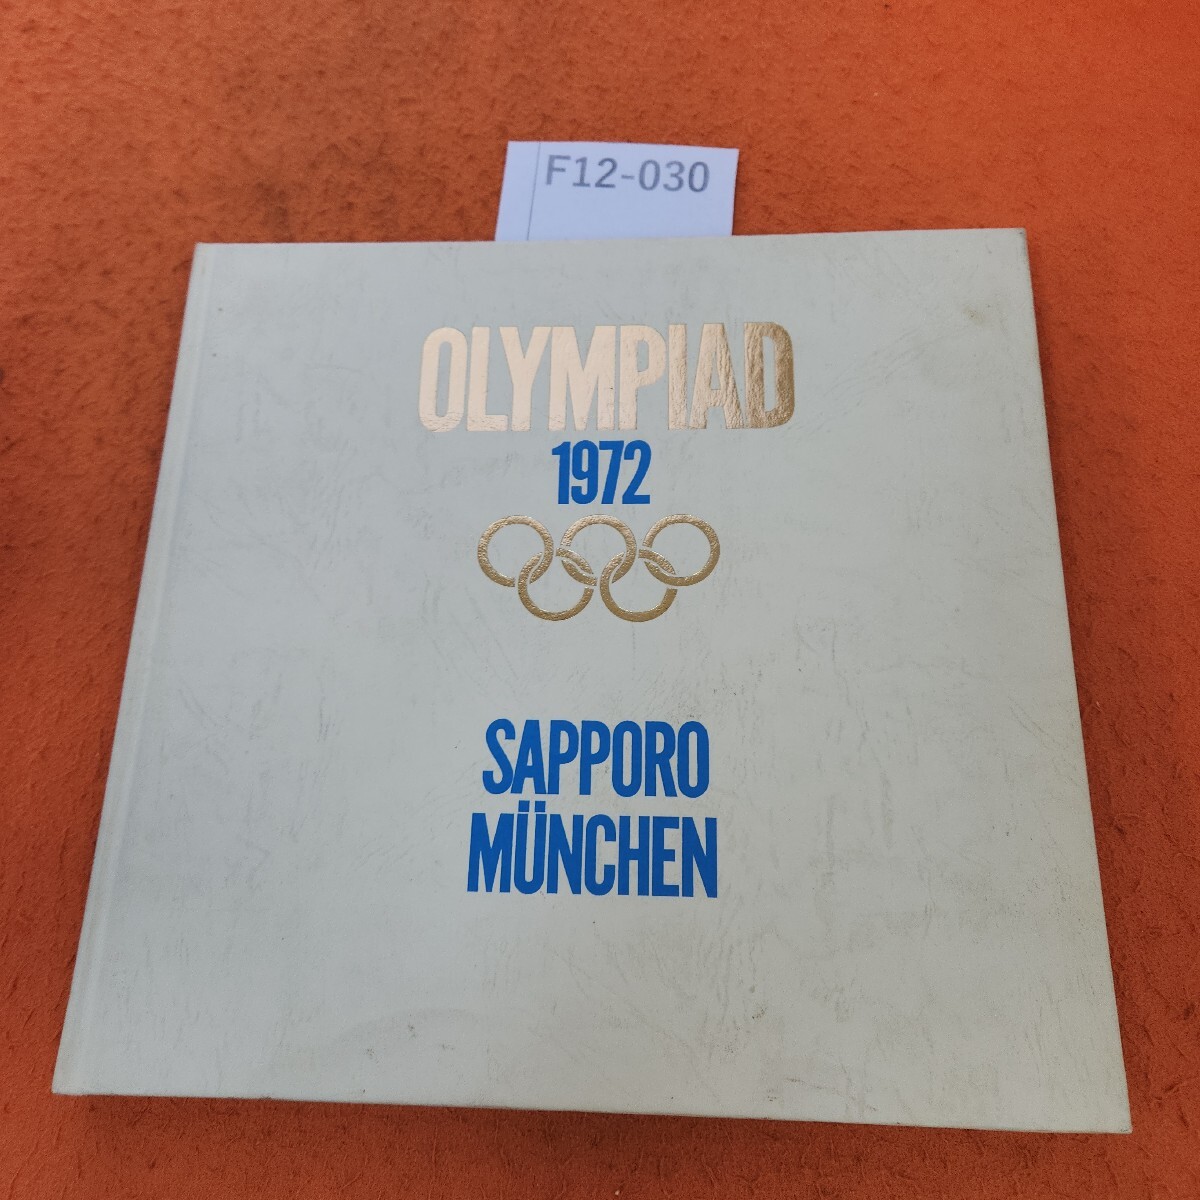 F12-030
OLYMPIAD
1972
SAPPORO
MÜNCHEN